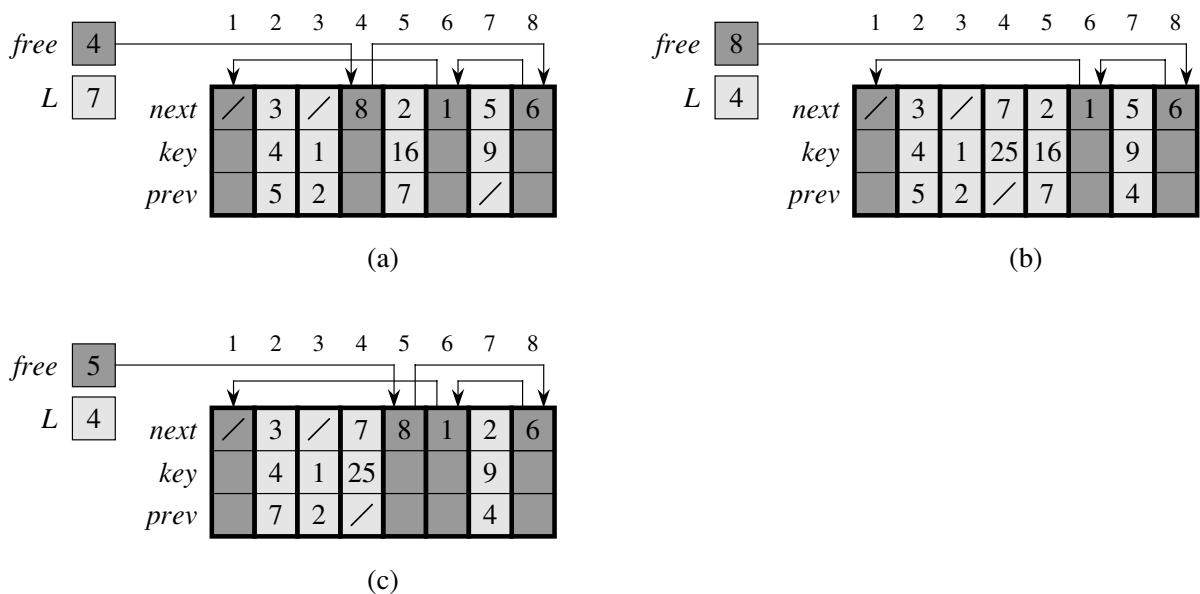 1 2 3 4 5 6 7 8
free 4
L 7
next / 3 / 8 2 1 5 6
key 4 1 16 9
prev 5 2 7 /
(a)
1 2 3 4 5 6 7 8
free 8
L 4
next / 3 / 7 2 1 5 6
key 4 1 25 16 9
prev 5 2 / 7 4
(b)
1 2 3 4 5 6 7 8
free 5
L 4
next / 3 / 7 8 1 2 6
key 4 1 25 9
prev 7 2 / 4
(c)